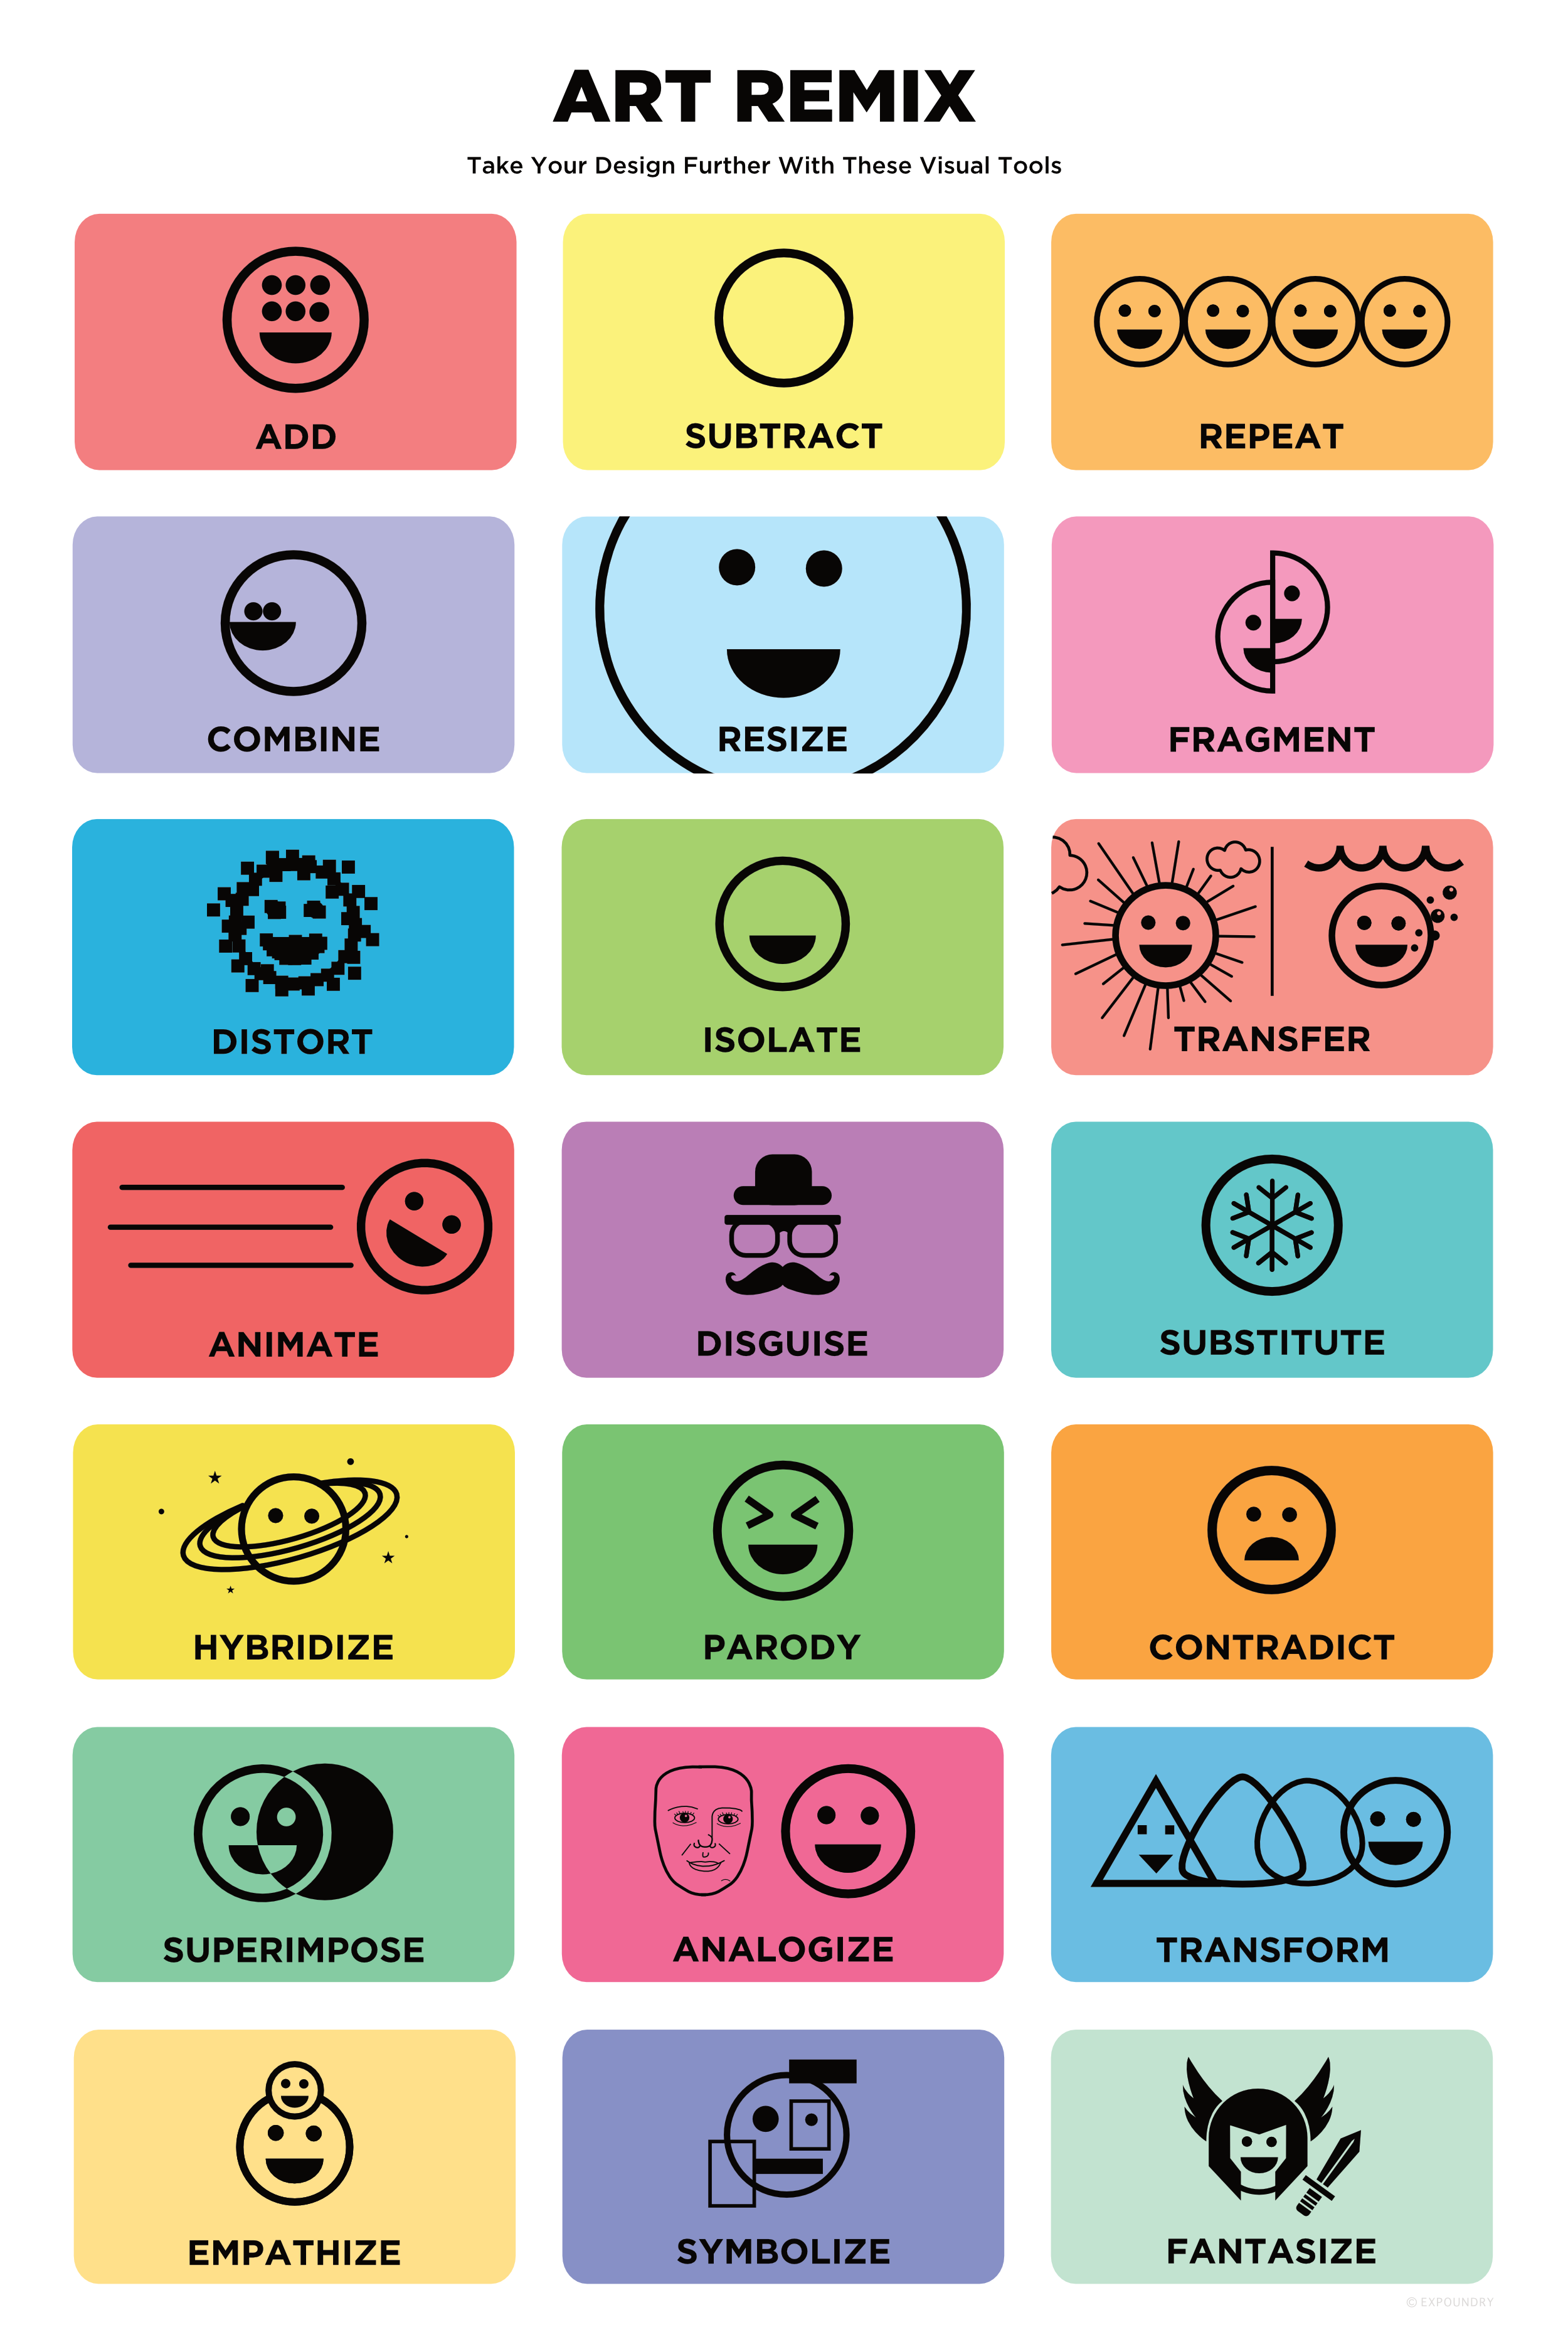 ART REMIX
Take Your Design Further With These Visual Tools
ADD
SUBTRACT
REPEAT
COMBINE
RESIZE
FRAGMENT
DISTORT
ISOLATE
TRANSFER
ANIMATE
DISGUISE
SUBSTITUTE
HYBRIDIZE
PARODY
CONTRADICT
SUPERIMPOSE
ANALOGIZE
TRANSFORM
EMPATHIZE
SYMBOLIZE
FANTASIZE
© EXPOUNDRY